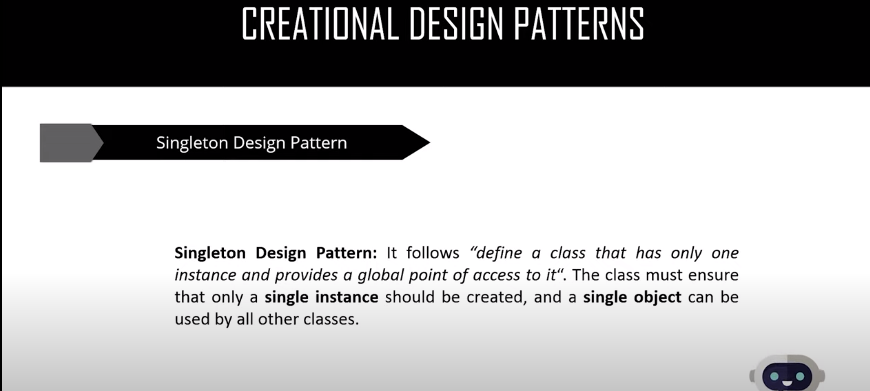 CREATIONAL DESIGN PATTERNS
Singleton Design Pattern
Singleton Design Pattern: It follows “define a class that has only one
instance and provides a global point of access to it“. The class must ensure
that only a single instance should be created, and a single object can be
used by all other classes.